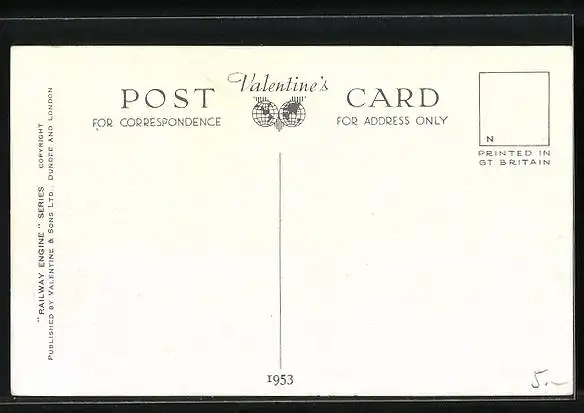 Valentine's
POST CARD
FOR CORRESPONDENCE
FOR ADDRESS ONLY
N
PRINTED IN
GT. BRITAIN
"RAILWAY ENGINE" SERIES COPYRIGHT
PUBLISHED BY VALENTINE & SONS LTD., DUNDEE AND LONDON
1953
5.–